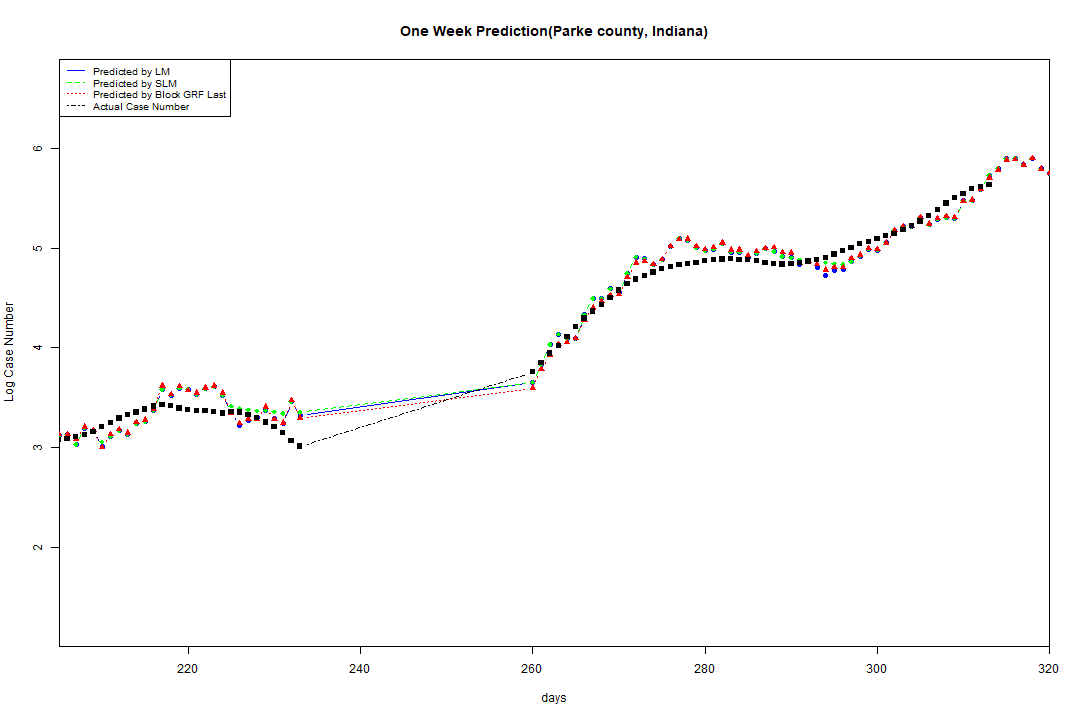 One Week Prediction(Parke county, Indiana)
Predicted by LM
Predicted by SLM
Predicted by Block GRF Last
Actual Case Number
Log Case Number
6
5
4
3
2
220 240 260 280 300 320
days